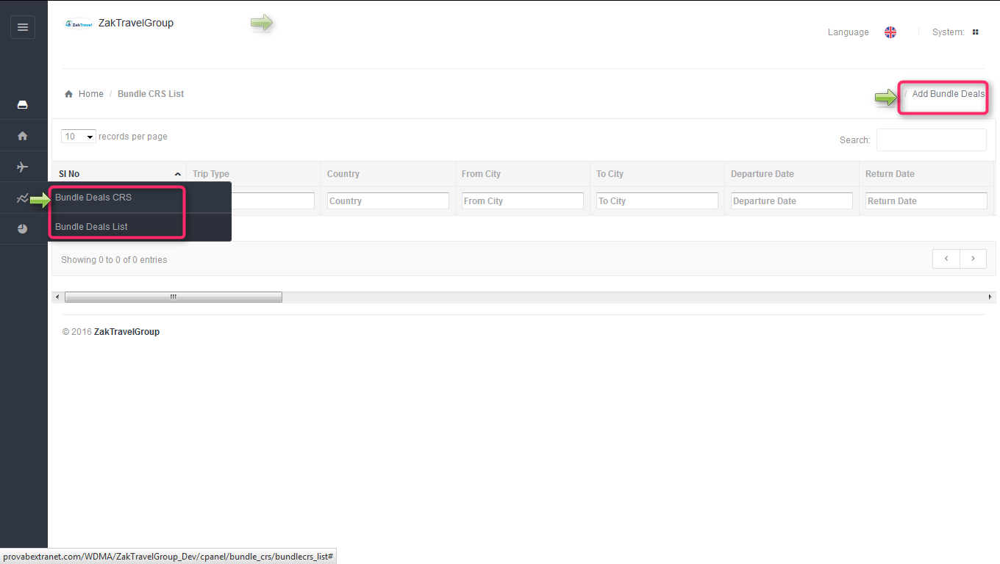 ZakTravel ZakTravelGroup
Language System:
Home / Bundle CRS List / Add Bundle Deals
10 records per page Search:
Sl No Trip Type Country From City To City Departure Date Return Date
Country From City To City Departure Date Return Date
Bundle Deals CRS
Bundle Deals List
Showing 0 to 0 of 0 entries
© 2016 ZakTravelGroup
provabextranet.com/WDMA/ZakTravelGroup_Dev/cpanel/bundle_crs/bundlecrs_list#